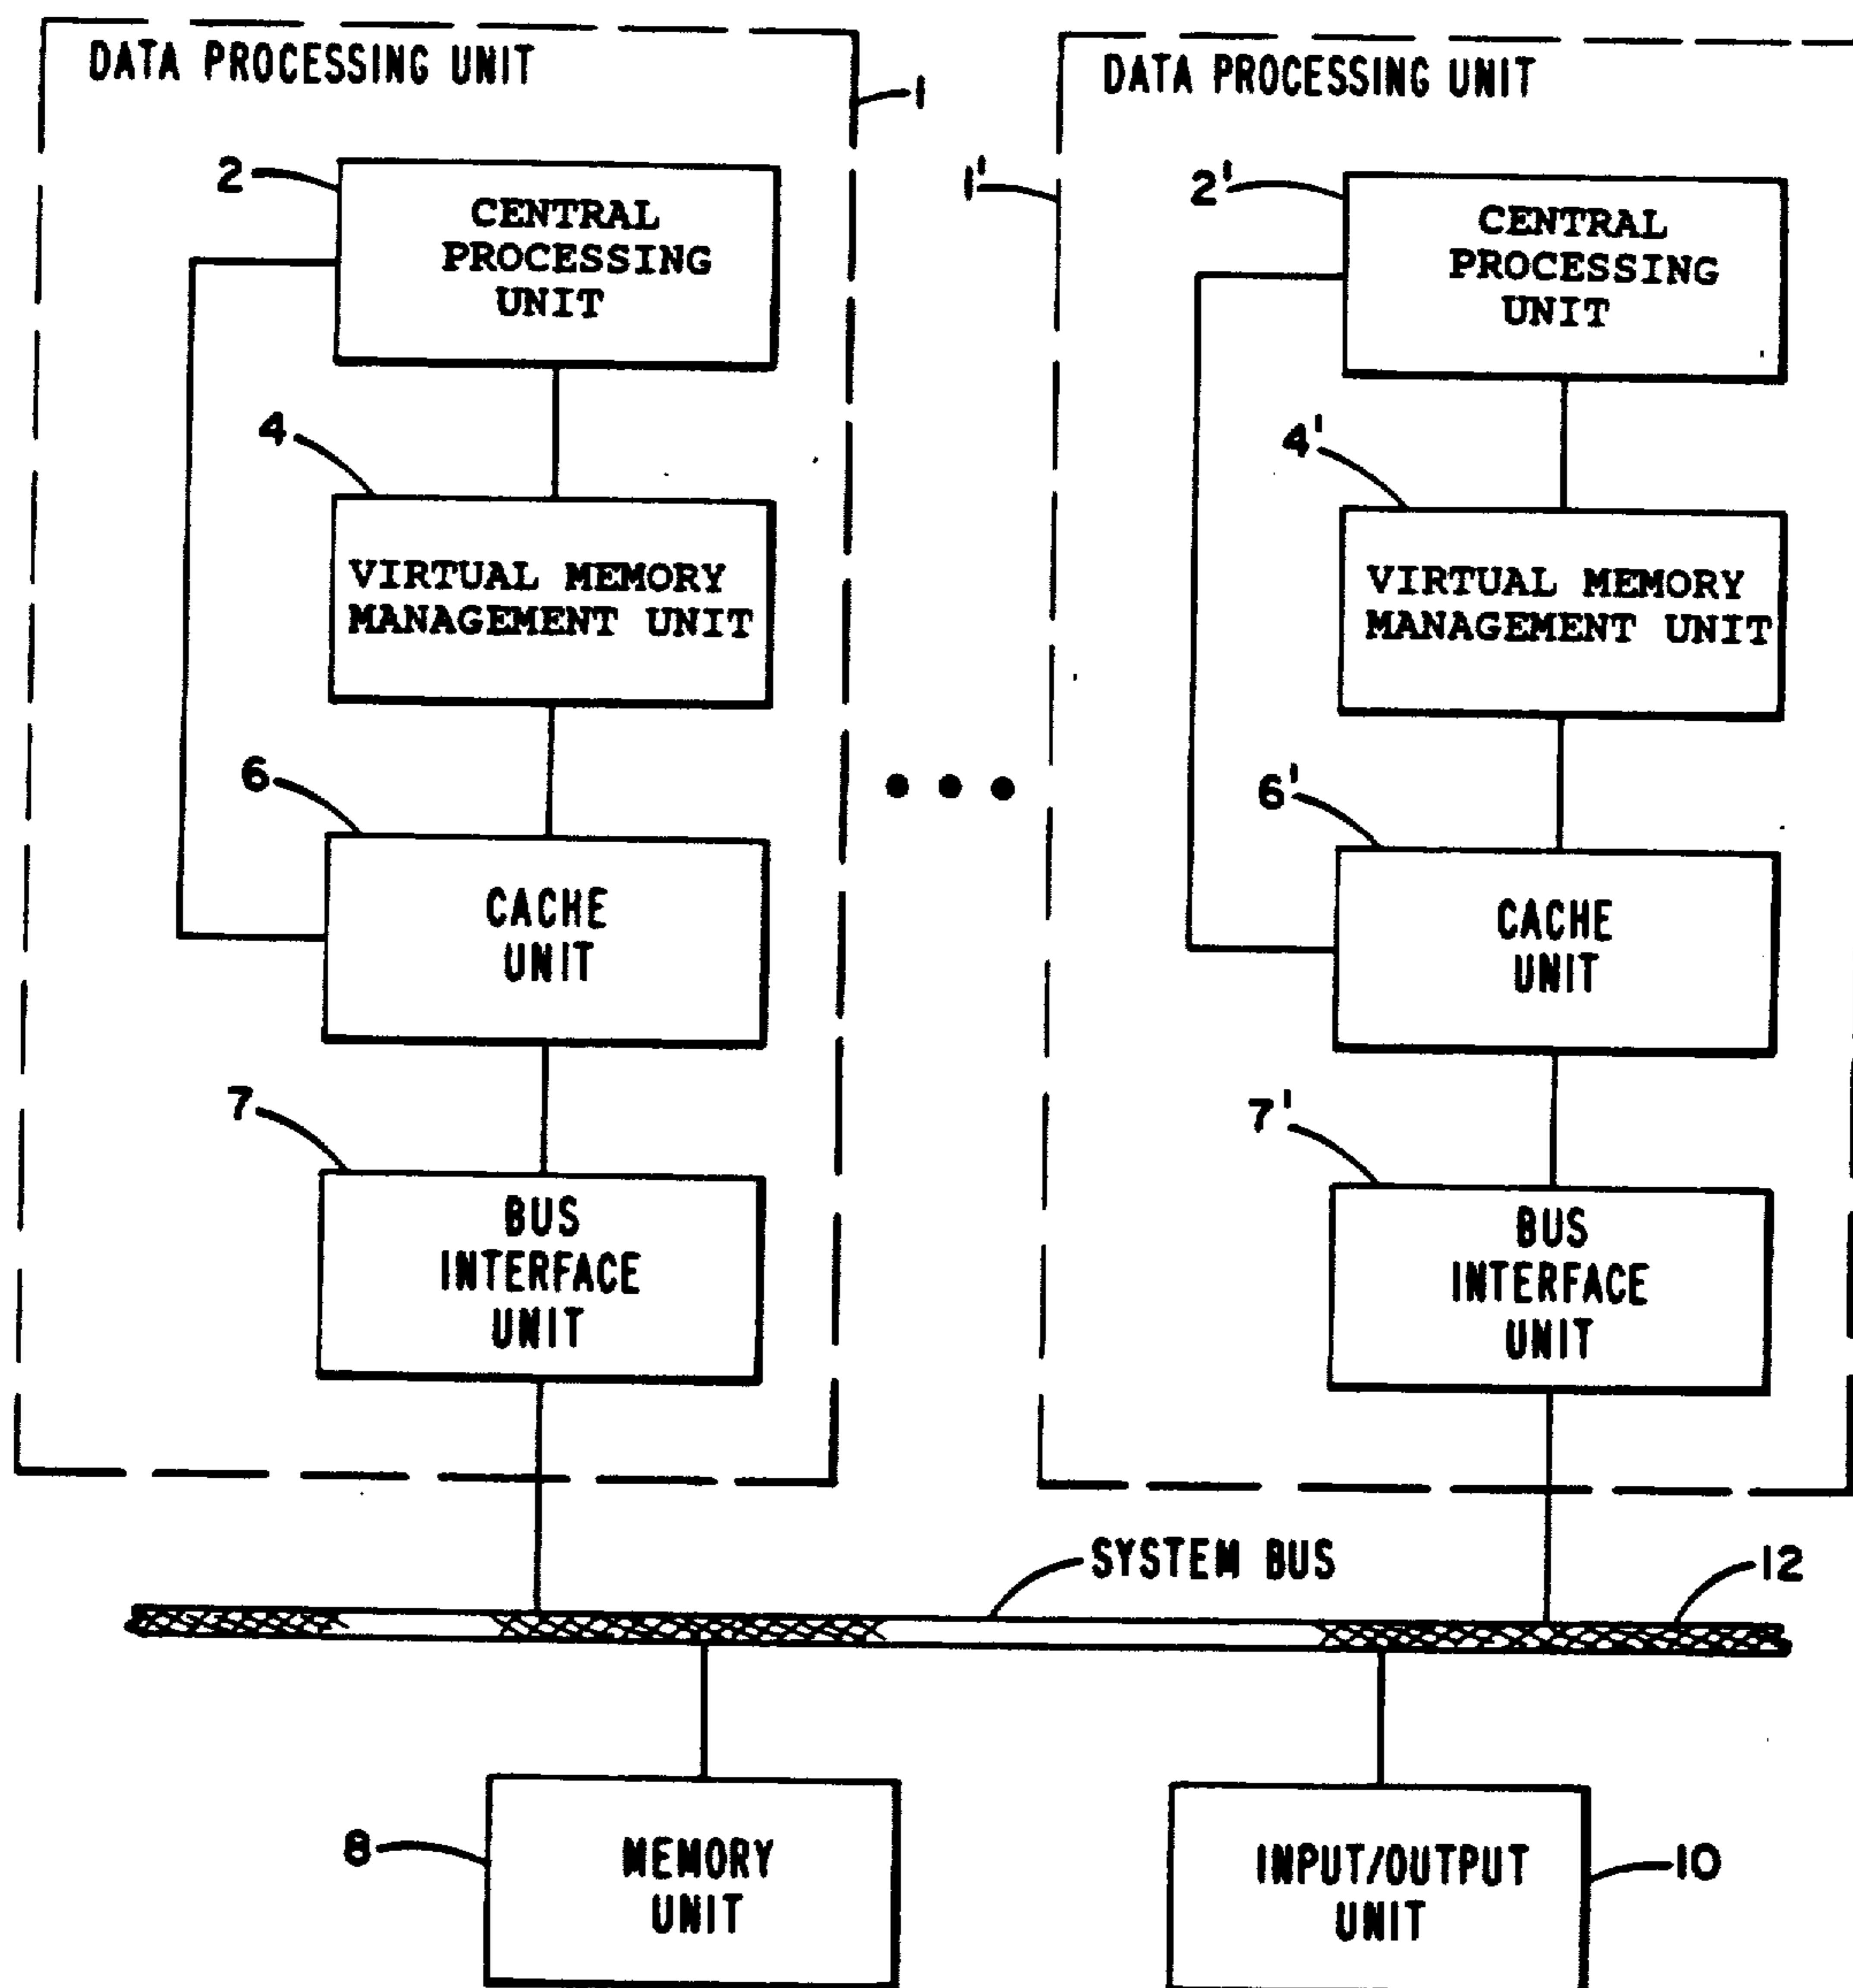 DATA PROCESSING UNIT
1
2
CENTRAL
PROCESSING
UNIT
4
VIRTUAL MEMORY
MANAGEMENT UNIT
6
CACHE
UNIT
7
BUS
INTERFACE
UNIT
DATA PROCESSING UNIT
1'
2'
CENTRAL
PROCESSING
UNIT
4'
VIRTUAL MEMORY
MANAGEMENT UNIT
6'
CACHE
UNIT
7'
BUS
INTERFACE
UNIT
SYSTEM BUS
12
8
MEMORY
UNIT
INPUT/OUTPUT
UNIT
10